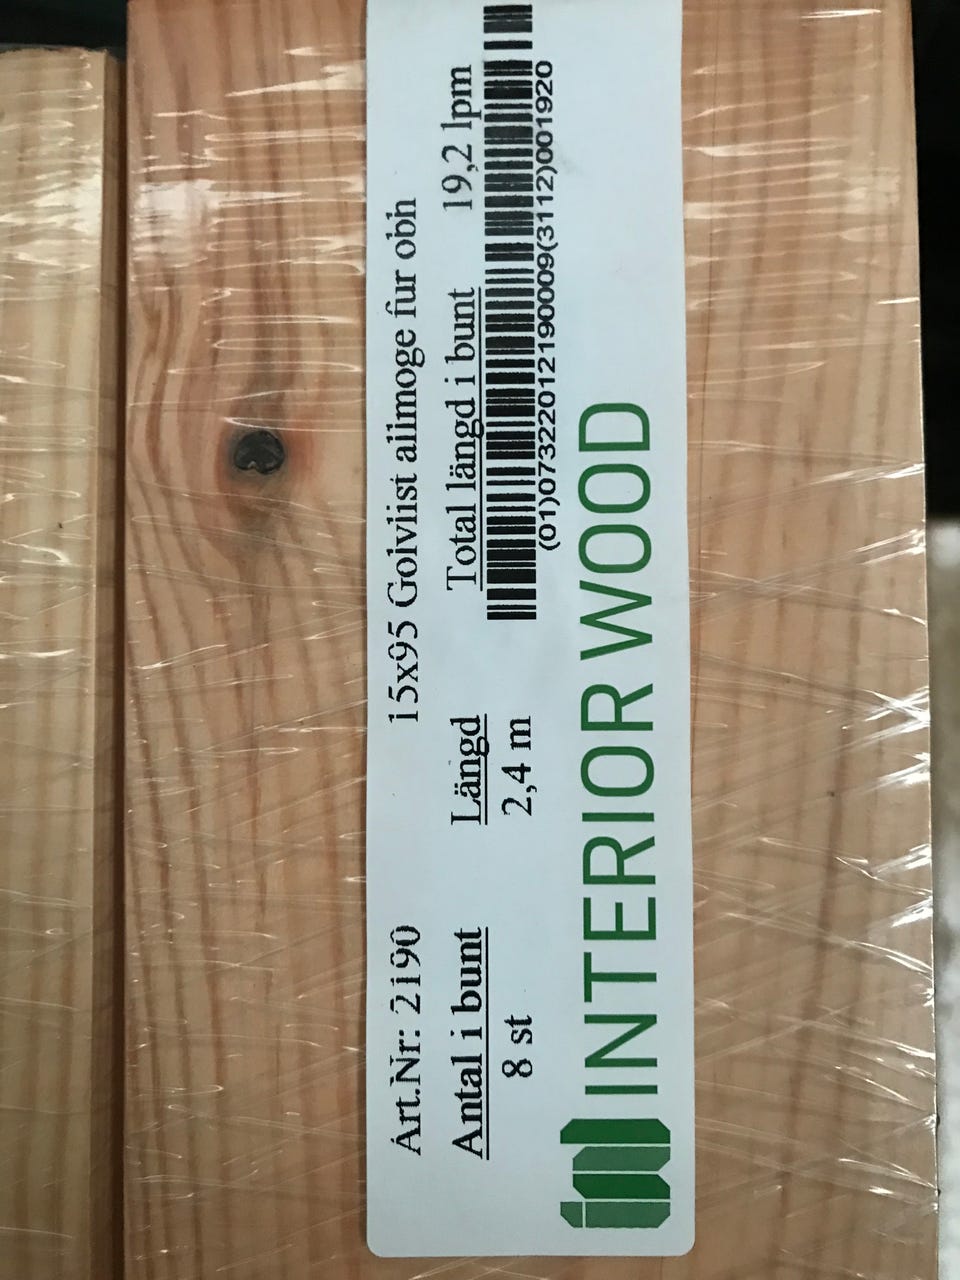 Art.Nr: 2190 15x95 Golvlist allmoge fur obh
Antal i bunt Längd Total längd i bunt 19,2 lpm
8 st 2,4 m
(01)07322012190009(3112)001920
INTERIOR WOOD